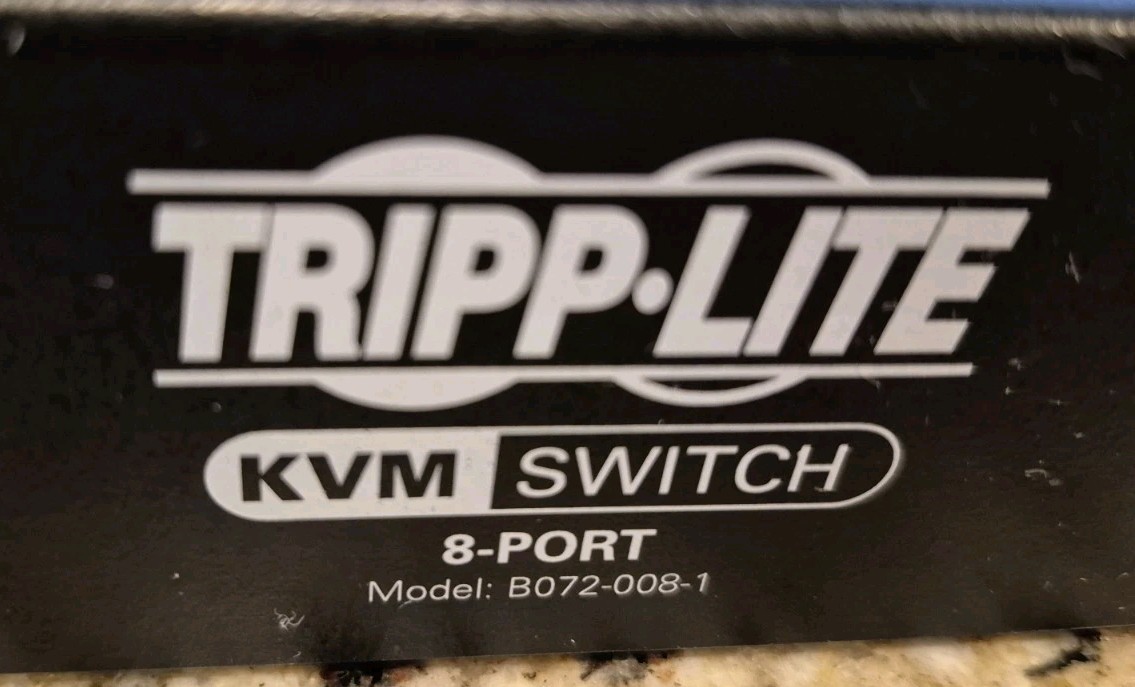 TRIPP·LITE
KVM SWITCH
8-PORT
Model: B072-008-1